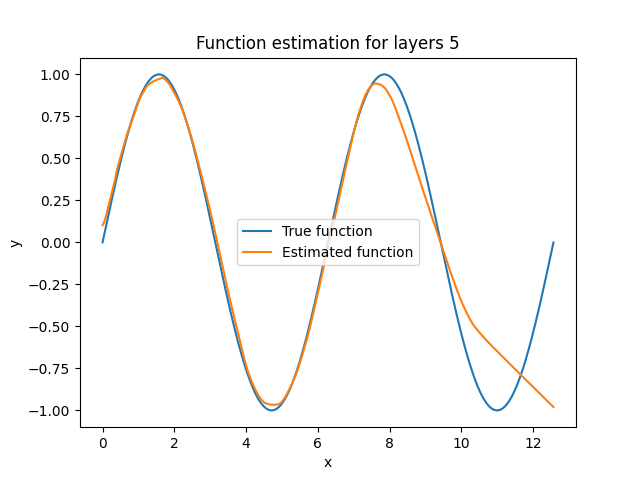 Function estimation for layers 5
1.00
0.75
0.50
0.25
0.00
−0.25
−0.50
−0.75
−1.00
y
True function
Estimated function
0 2 4 6 8 10 12
x